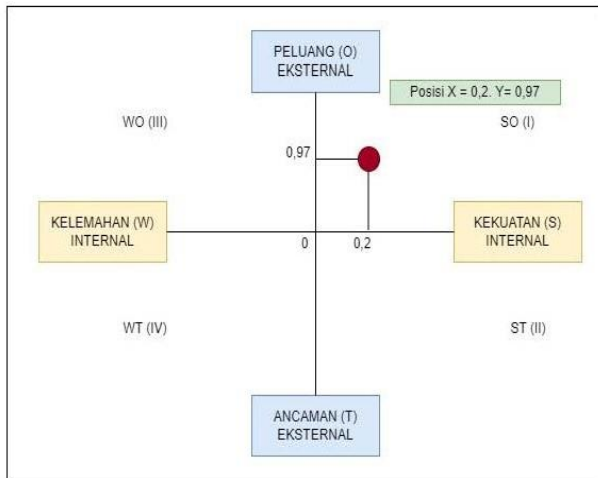 PELUANG (O)
EKSTERNAL
Posisi X = 0,2. Y= 0,97
WO (III)
SO (I)
0,97
KELEMAHAN (W)
INTERNAL
KEKUATAN (S)
INTERNAL
0
0,2
WT (IV)
ST (II)
ANCAMAN (T)
EKSTERNAL